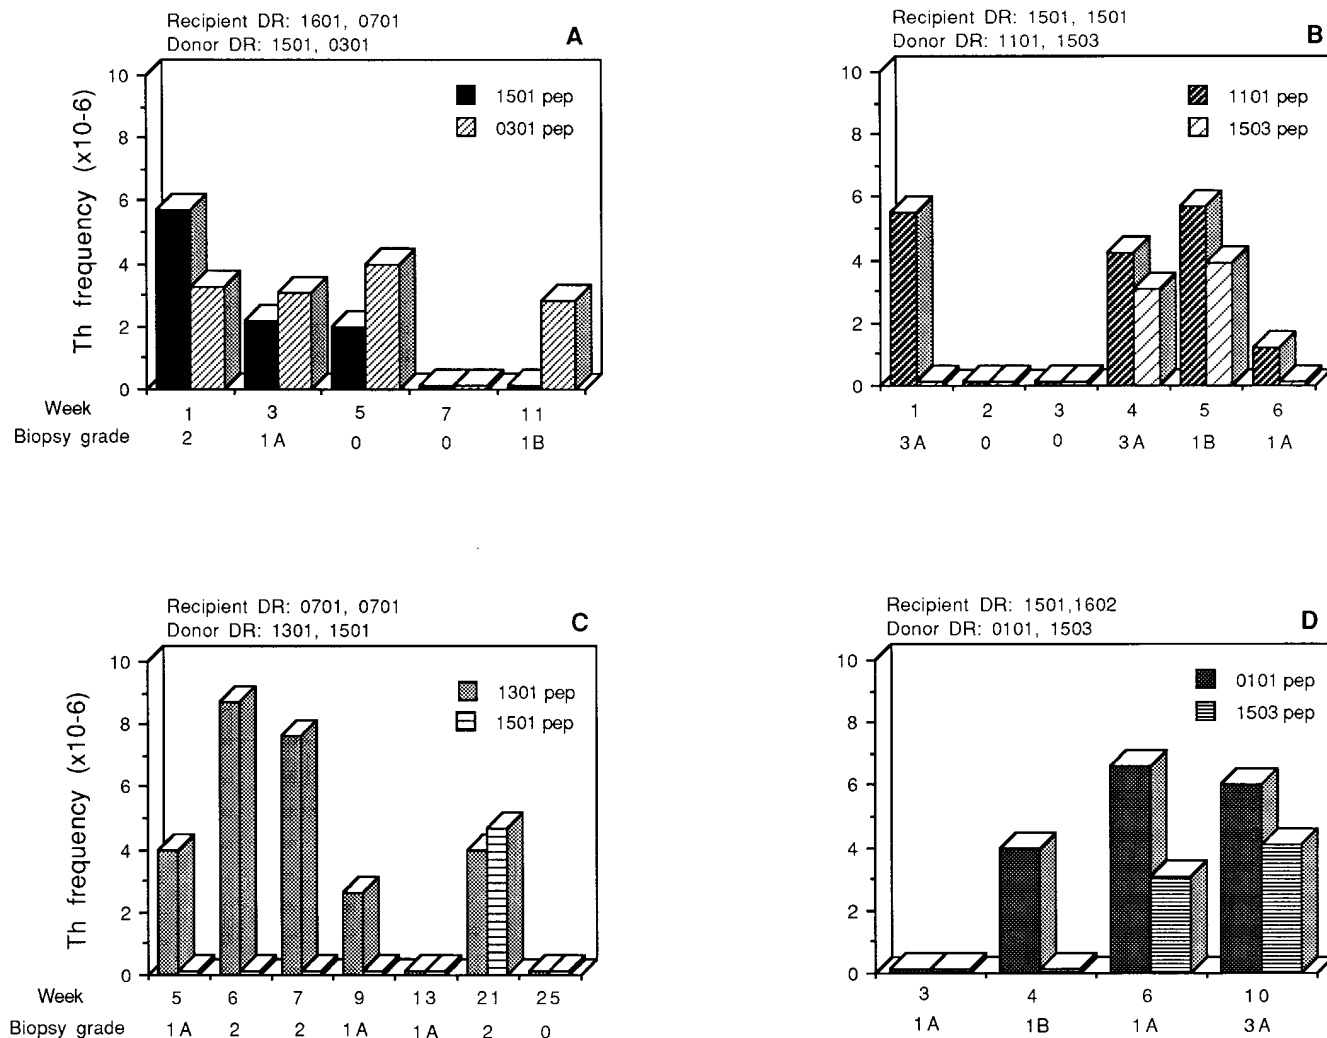 Recipient DR: 1601, 0701
Donor DR: 1501, 0301
A
Th frequency (x10-6)
10
8
6
4
2
0
1501 pep
0301 pep
Week 1 3 5 7 11
Biopsy grade 2 1A 0 0 1B
Recipient DR: 1501, 1501
Donor DR: 1101, 1503
B
10
8
6
4
2
0
1101 pep
1503 pep
1 2 3 4 5 6
3A 0 0 3A 1B 1A
Recipient DR: 0701, 0701
Donor DR: 1301, 1501
C
Th frequency (x10-6)
10
8
6
4
2
0
1301 pep
1501 pep
Week 5 6 7 9 13 21 25
Biopsy grade 1A 2 2 1A 1A 2 0
Recipient DR: 1501,1602
Donor DR: 0101, 1503
D
10
8
6
4
2
0
0101 pep
1503 pep
3 4 6 10
1A 1B 1A 3A